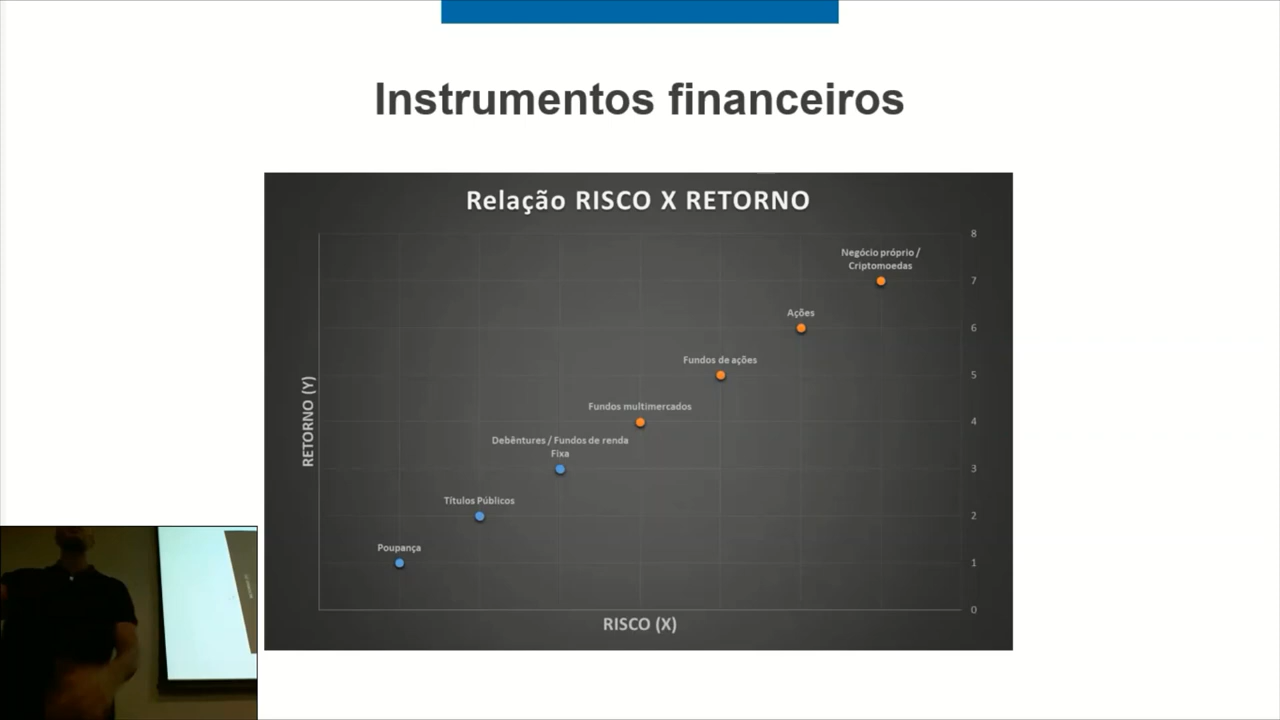 Instrumentos financeiros
Relação RISCO X RETORNO
8
Negócio próprio /
Criptomoedas
7
Ações
6
Fundos de ações
5
Fundos multimercados
4
Debêntures / Fundos de renda
Fixa
3
Títulos Públicos
2
Poupança
1
0
RETORNO (Y)
RISCO (X)